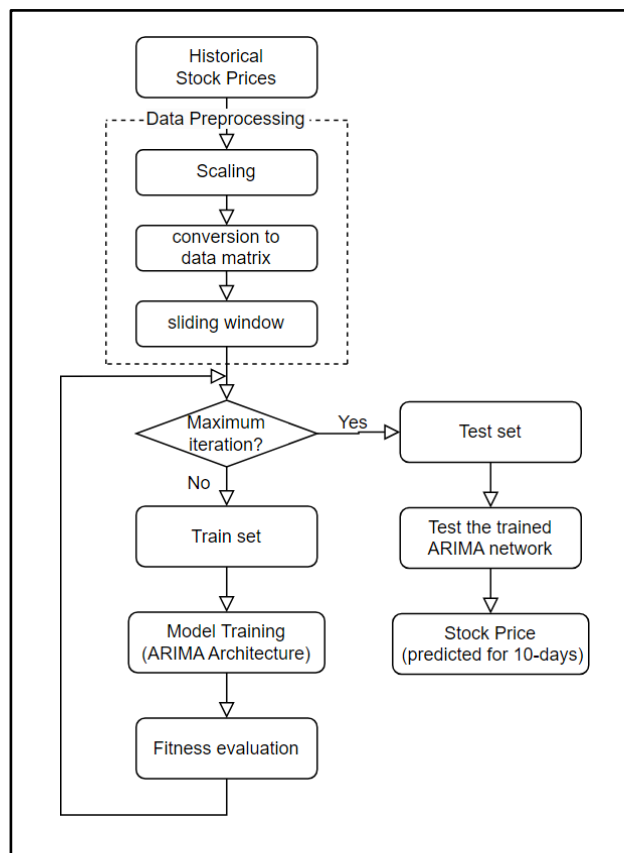 Historical
Stock Prices
Data Preprocessing
Scaling
conversion to
data matrix
sliding window
Maximum
iteration?
Yes
No
Test set
Train set
Test the trained
ARIMA network
Model Training
(ARIMA Architecture)
Stock Price
(predicted for 10-days)
Fitness evaluation